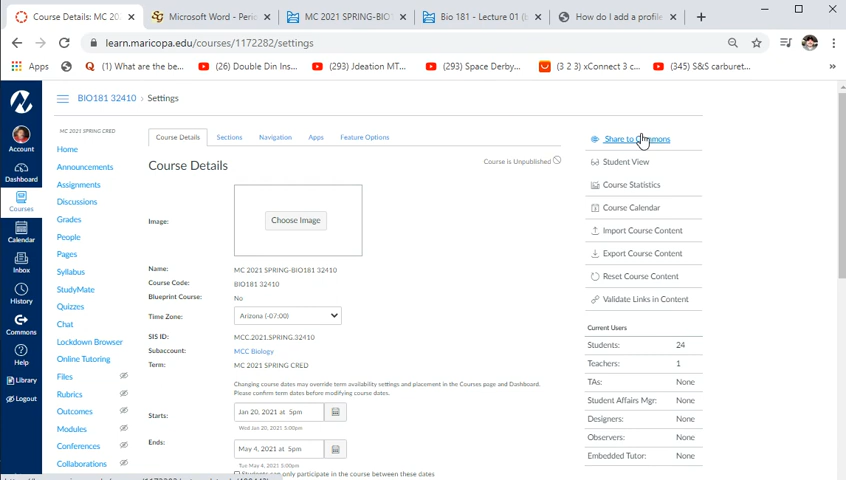 Course Details: MC 202
Microsoft Word - Perio
MC 2021 SPRING-BIO1
Bio 181 - Lecture 01 (b
How do I add a profile
learn.maricopa.edu/courses/1172282/settings
Apps
(1) What are the be...
(26) Double Din Ins...
(293) Jdeation MT...
(293) Space Derby...
(3 2 3) xConnect 3 c...
(345) S&S carburet...
»
BIO181 32410 > Settings
MC 2021 SPRING CRED
Account
Dashboard
Courses
Calendar
Inbox
History
Commons
Help
Library
Logout
Home
Announcements
Assignments
Discussions
Grades
People
Pages
Syllabus
StudyMate
Quizzes
Chat
Lockdown Browser
Online Tutoring
Files
Rubrics
Outcomes
Modules
Conferences
Collaborations
Course Details
Sections
Navigation
Apps
Feature Options
Course Details
Course is Unpublished
Image:
Choose Image
Name: MC 2021 SPRING-BIO181 32410
Course Code: BIO181 32410
Blueprint Course: No
Time Zone: Arizona (-07:00)
SIS ID: MCC.2021.SPRING.32410
Subaccount: MCC Biology
Term: MC 2021 SPRING CRED
Changing course dates may override term availability settings and placement in the Courses page and Dashboard.
Please confirm term dates before modifying course dates.
Starts: Jan 20, 2021 at 5pm
Wed Jan 20, 2021 5:00pm
Ends: May 4, 2021 at 5pm
Tue May 4, 2021 5:00pm
Students can only participate in the course between these dates
Share to Commons
Student View
Course Statistics
Course Calendar
Import Course Content
Export Course Content
Reset Course Content
Validate Links in Content
Current Users
Students: 24
Teachers: 1
TAs: None
Student Affairs Mgr: None
Designers: None
Observers: None
Embedded Tutor: None